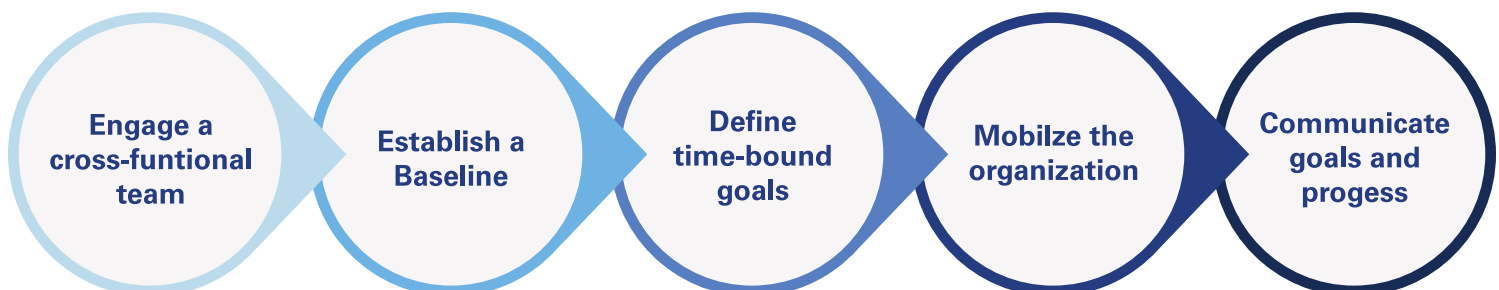 Engage a
cross-funtional
team
Establish a
Baseline
Define
time-bound
goals
Mobilze the
organization
Communicate
goals and
progess